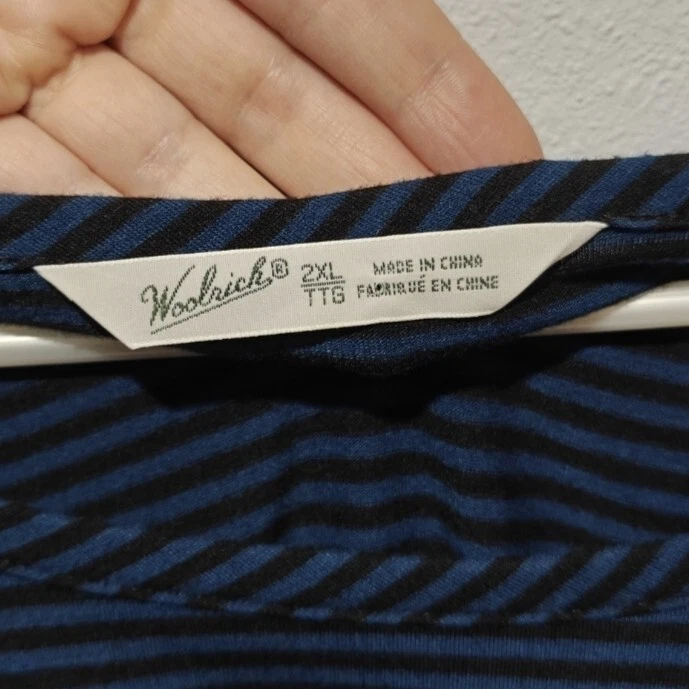 Woolrich®
2XL
TTG
MADE IN CHINA
FABRIQUÉ EN CHINE